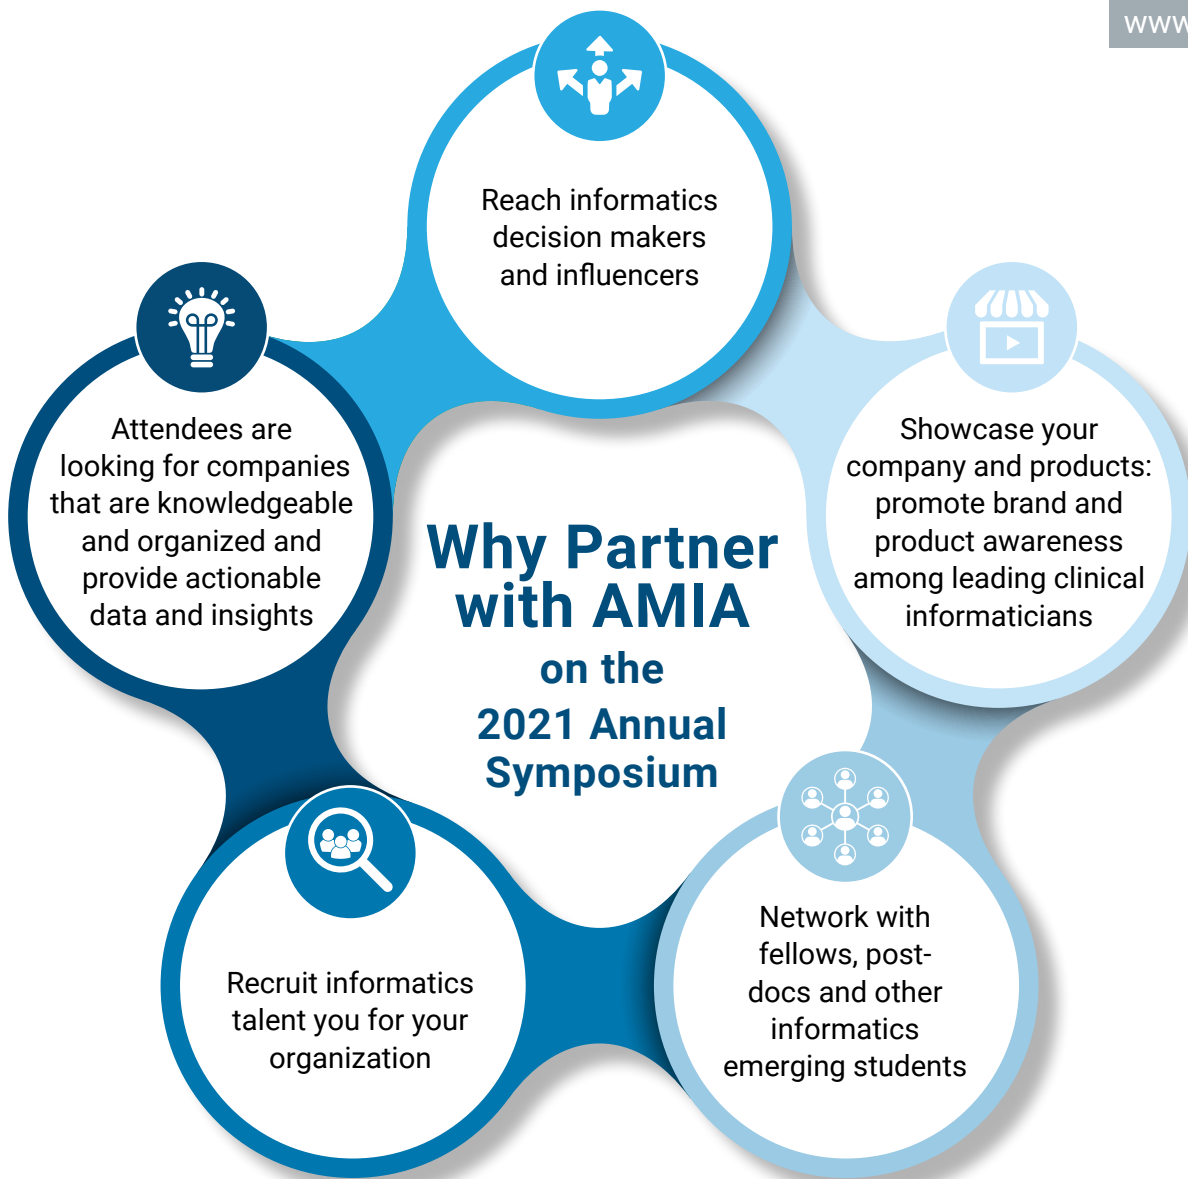 www
Reach informatics
decision makers
and influencers
Attendees are
looking for companies
that are knowledgeable
and organized and
provide actionable
data and insights
Showcase your
company and products:
promote brand and
product awareness
among leading clinical
informaticians
Why Partner
with AMIA
on the
2021 Annual
Symposium
Recruit informatics
talent you for your
organization
Network with
fellows, post-
docs and other
informatics
emerging students